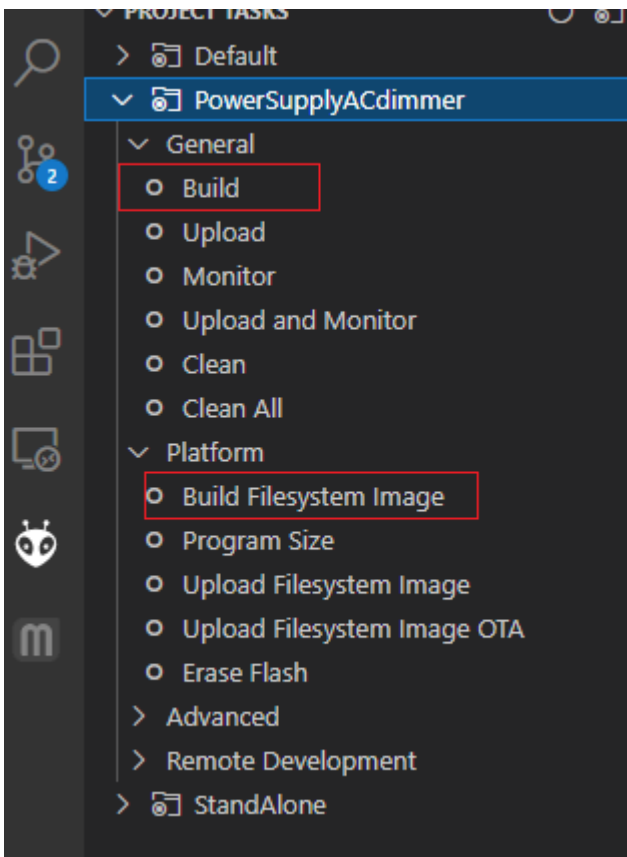 PROJECT TASKS
Default
PowerSupplyACdimmer
General
Build
Upload
Monitor
Upload and Monitor
Clean
Clean All
Platform
Build Filesystem Image
Program Size
Upload Filesystem Image
Upload Filesystem Image OTA
Erase Flash
Advanced
Remote Development
StandAlone
2
m